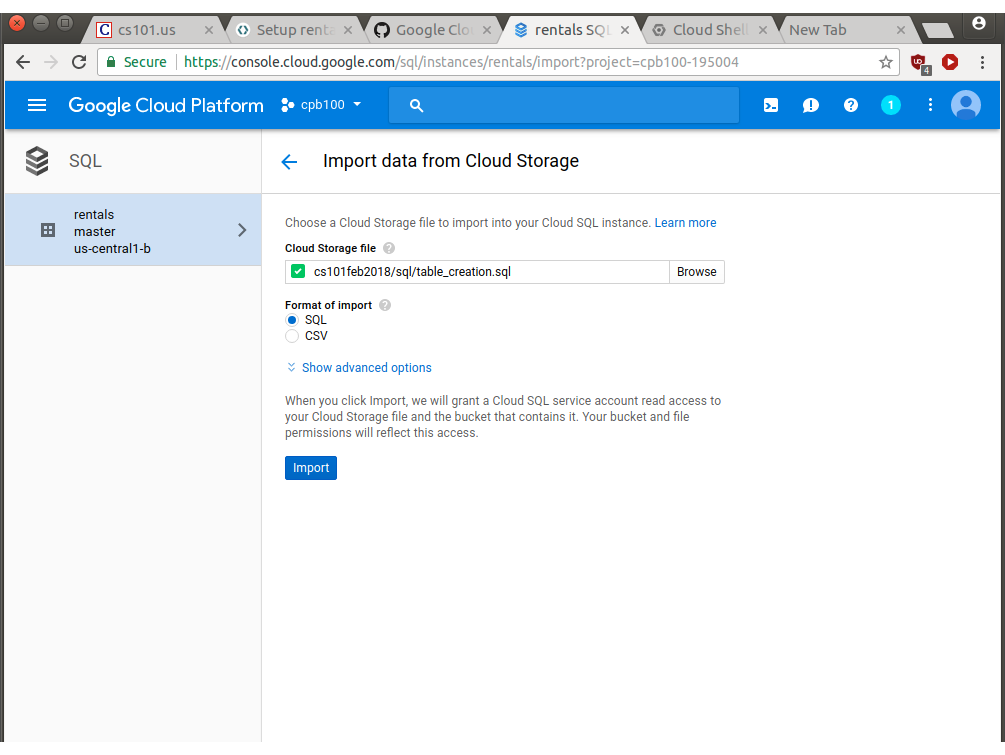 cs101.us
Setup renta
Google Clo
rentals SQL
Cloud Shell
New Tab
Secure
https://console.cloud.google.com/sql/instances/rentals/import?project=cpb100-195004
4
Google Cloud Platform
cpb100
1
SQL
Import data from Cloud Storage
rentals
master
us-central1-b
Choose a Cloud Storage file to import into your Cloud SQL instance. Learn more
Cloud Storage file
cs101feb2018/sql/table_creation.sql
Browse
Format of import
SQL
CSV
Show advanced options
When you click Import, we will grant a Cloud SQL service account read access to
your Cloud Storage file and the bucket that contains it. Your bucket and file
permissions will reflect this access.
Import